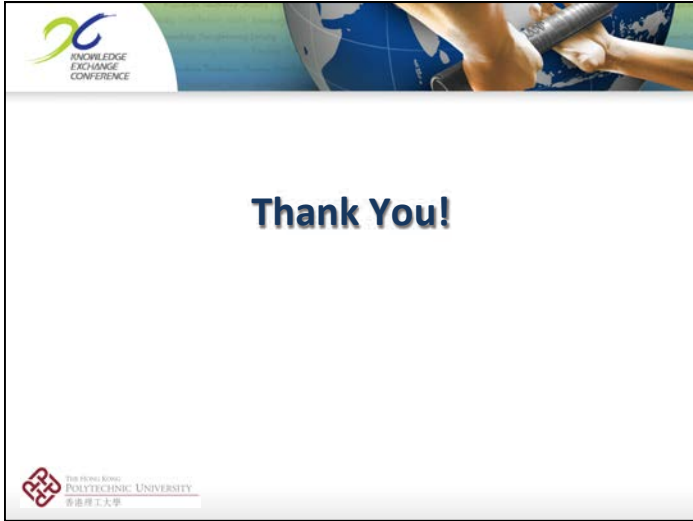 KNOWLEDGE
EXCHANGE
CONFERENCE
Thank You!
THE HONG KONG
POLYTECHNIC UNIVERSITY
香港理工大學